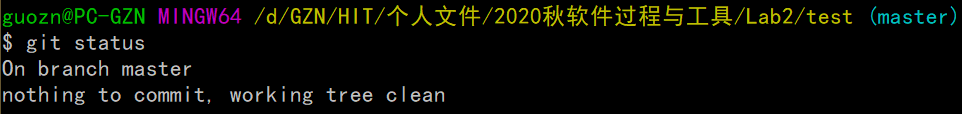 guozn@PC-GZN MINGW64 /d/GZN/HIT/个人文件/2020秋软件过程与工具/Lab2/test (master)
$ git status
On branch master
nothing to commit, working tree clean